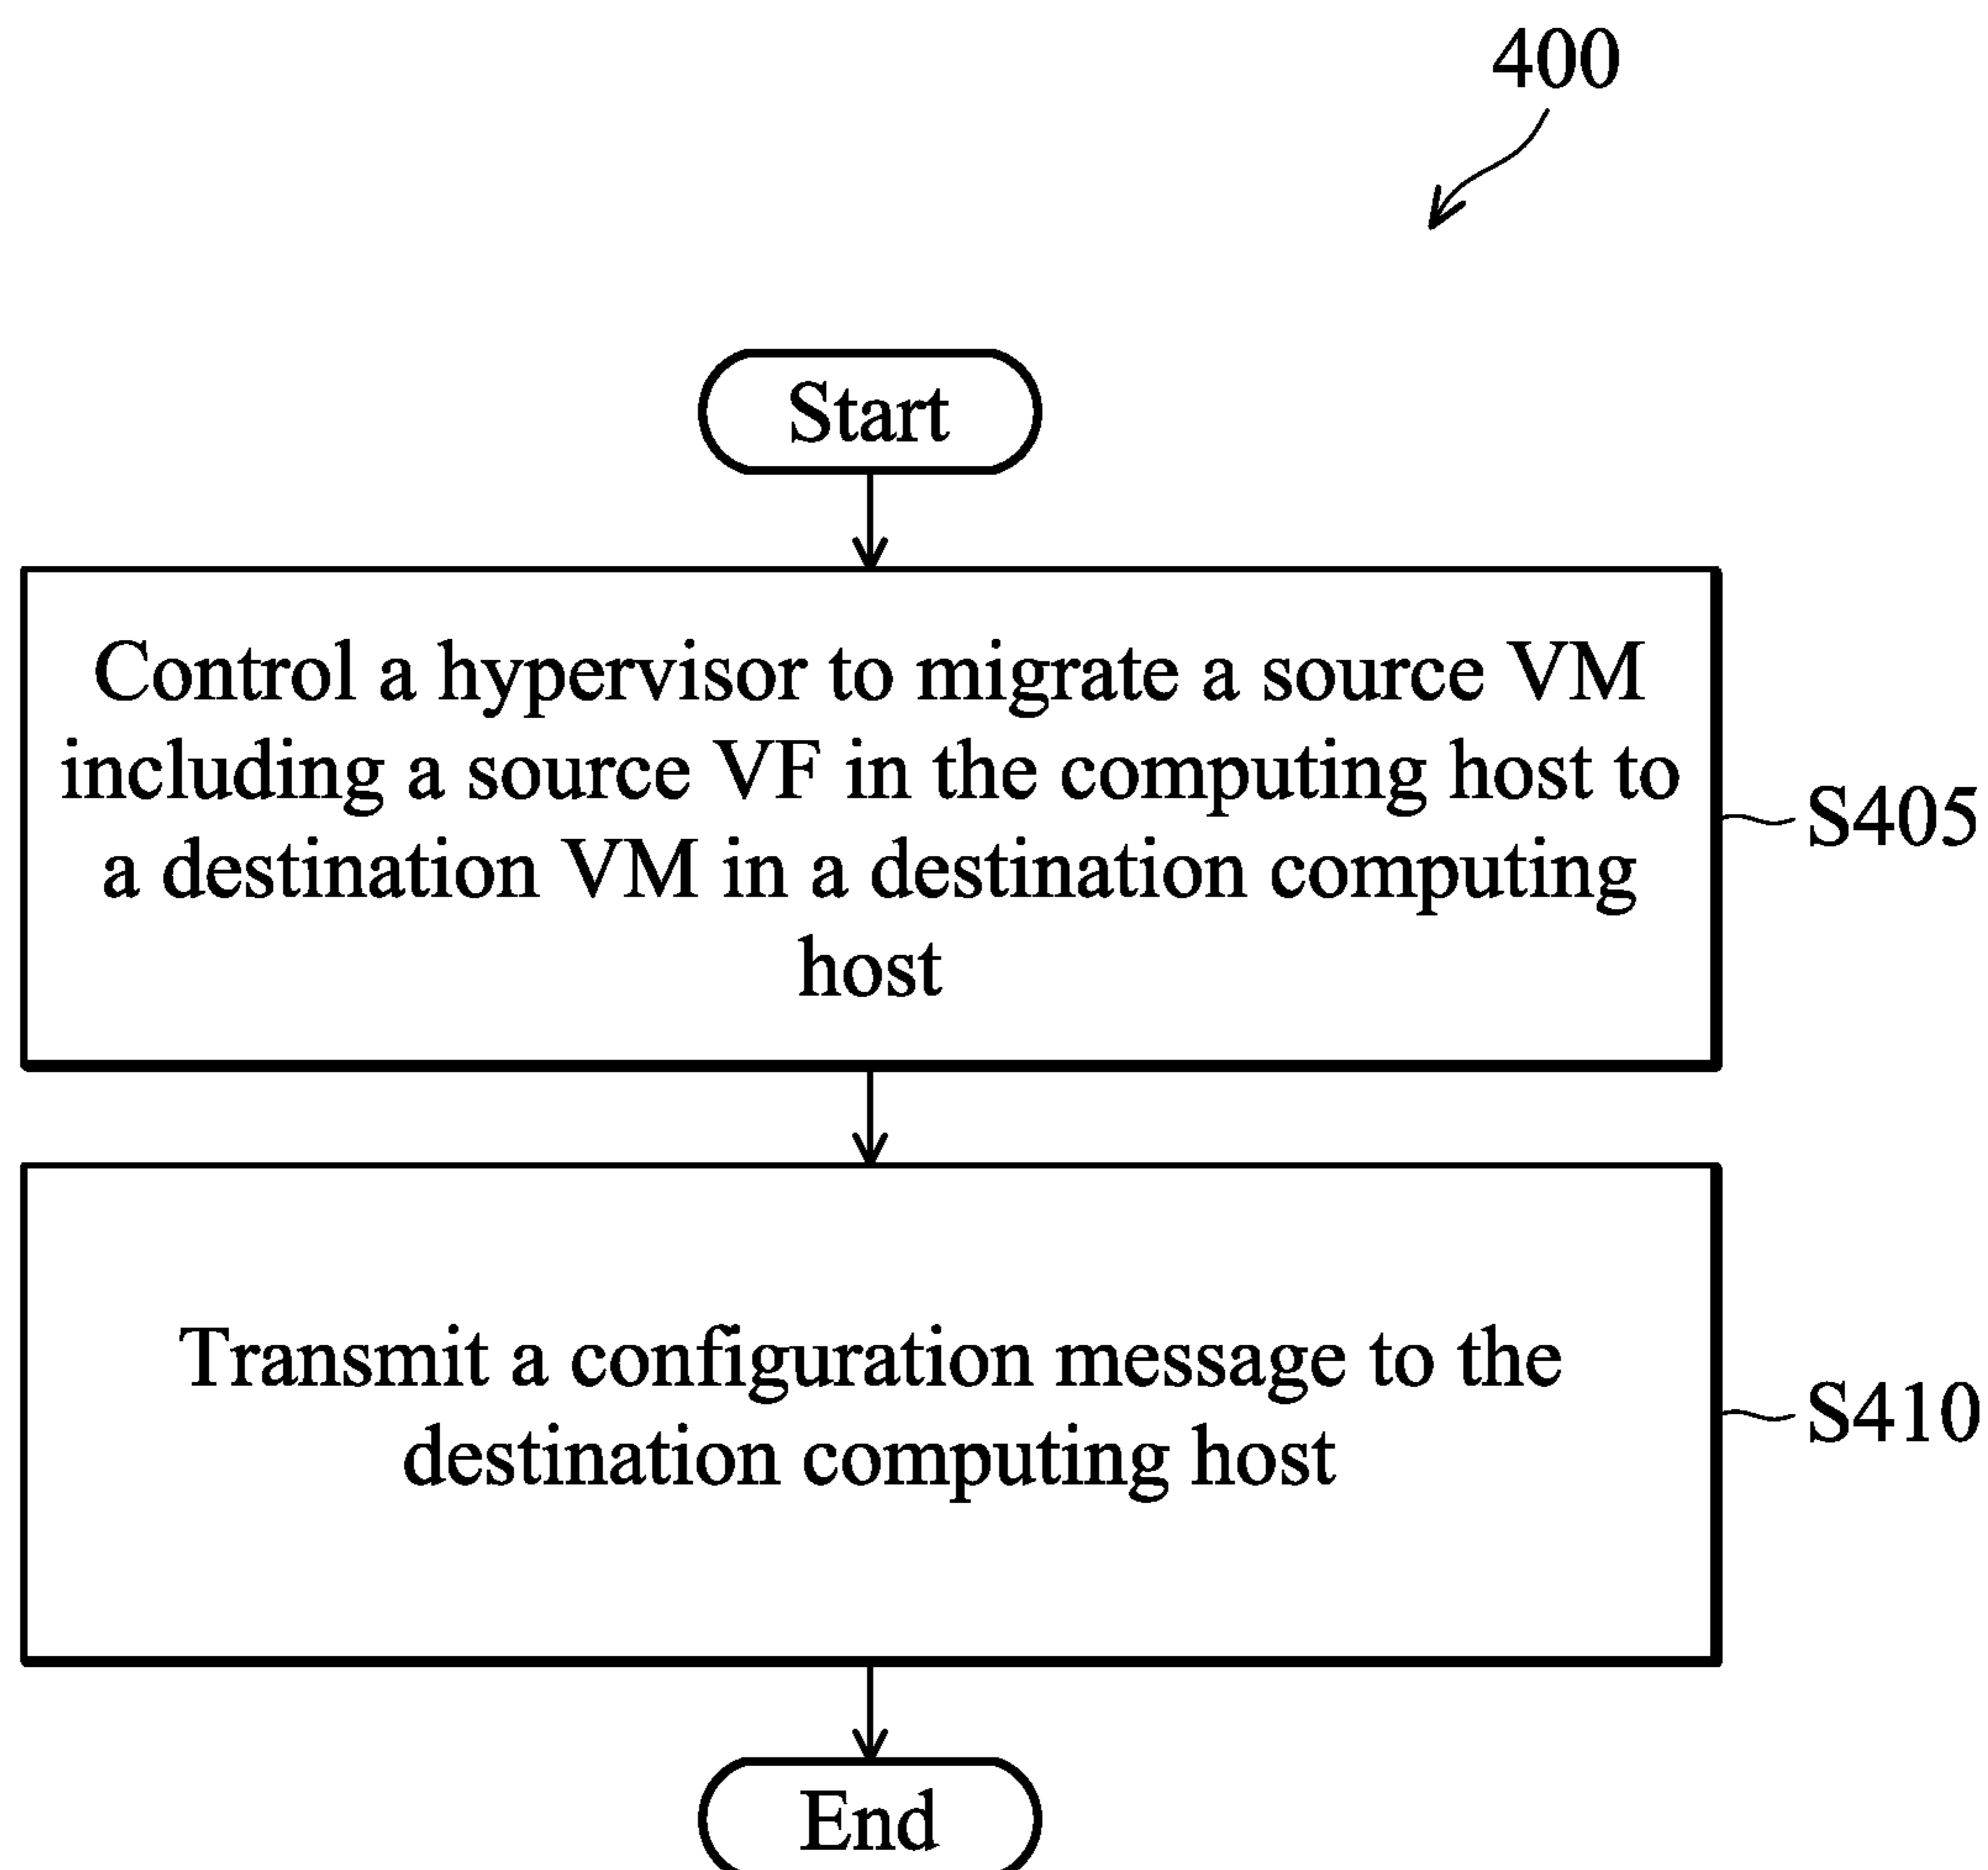 400
Start
Control a hypervisor to migrate a source VM
including a source VF in the computing host to
a destination VM in a destination computing
host
S405
Transmit a configuration message to the
destination computing host
S410
End